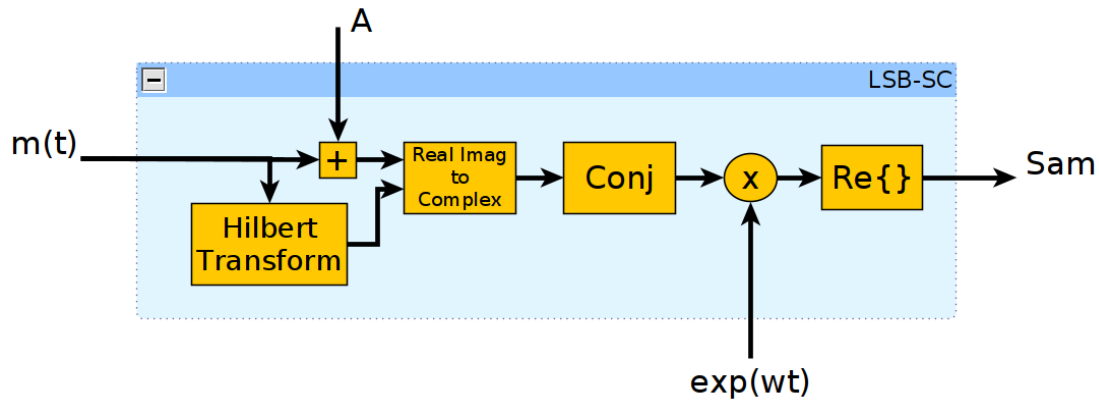 A
LSB-SC
m(t)
+
Real Imag
to
Complex
Conj
x
Re{}
Sam
Hilbert
Transform
exp(wt)